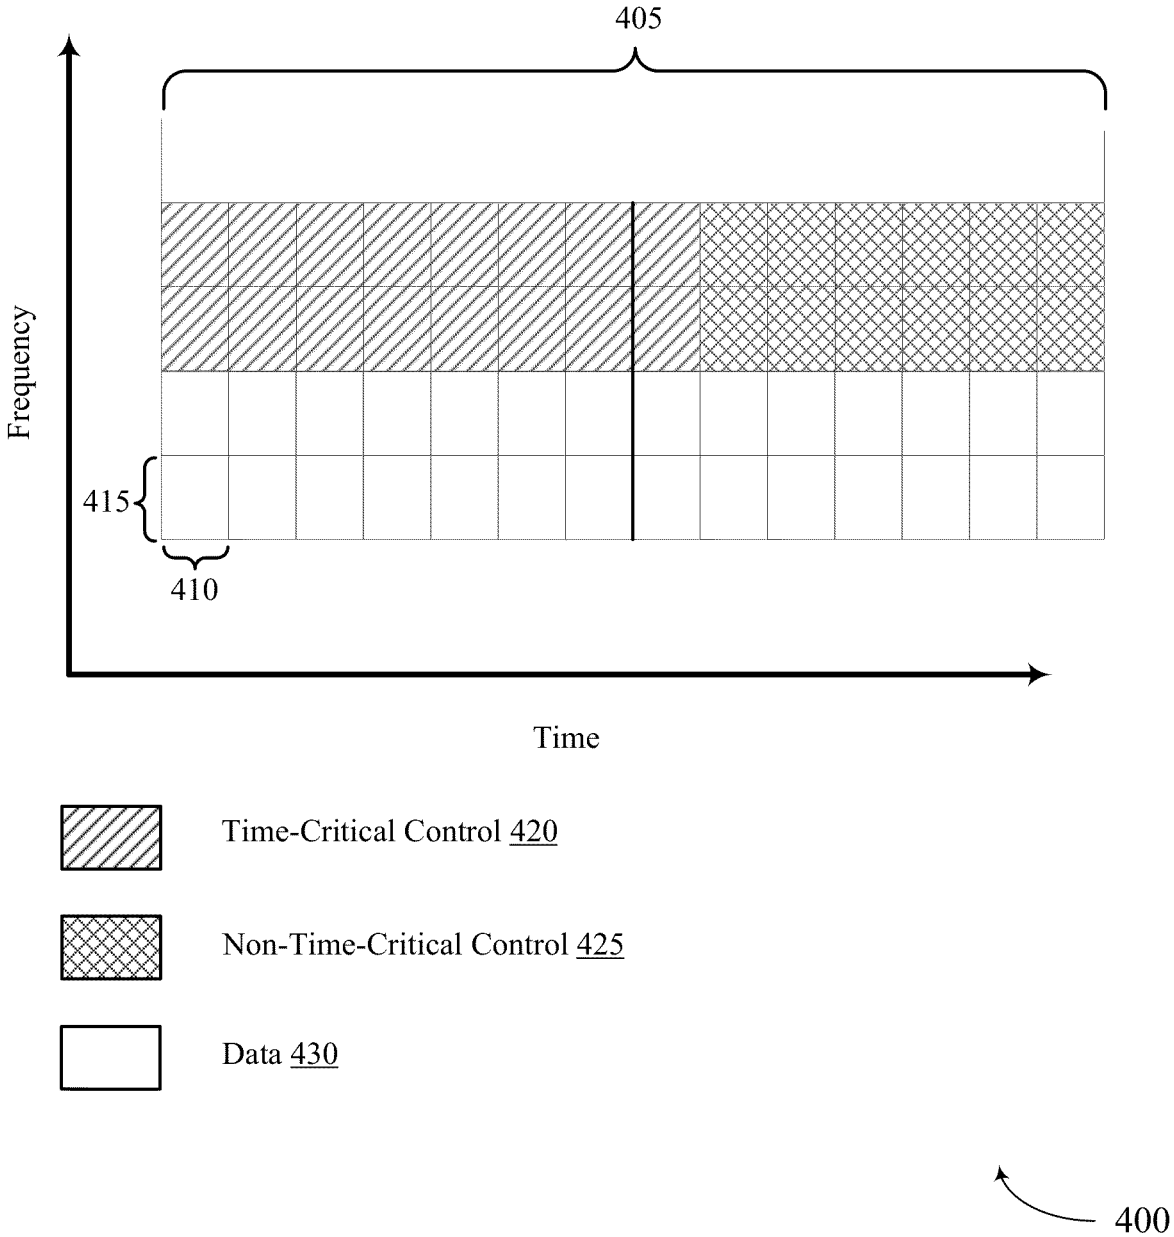 405
Frequency
415
410
Time
Time-Critical Control 420
Non-Time-Critical Control 425
Data 430
400